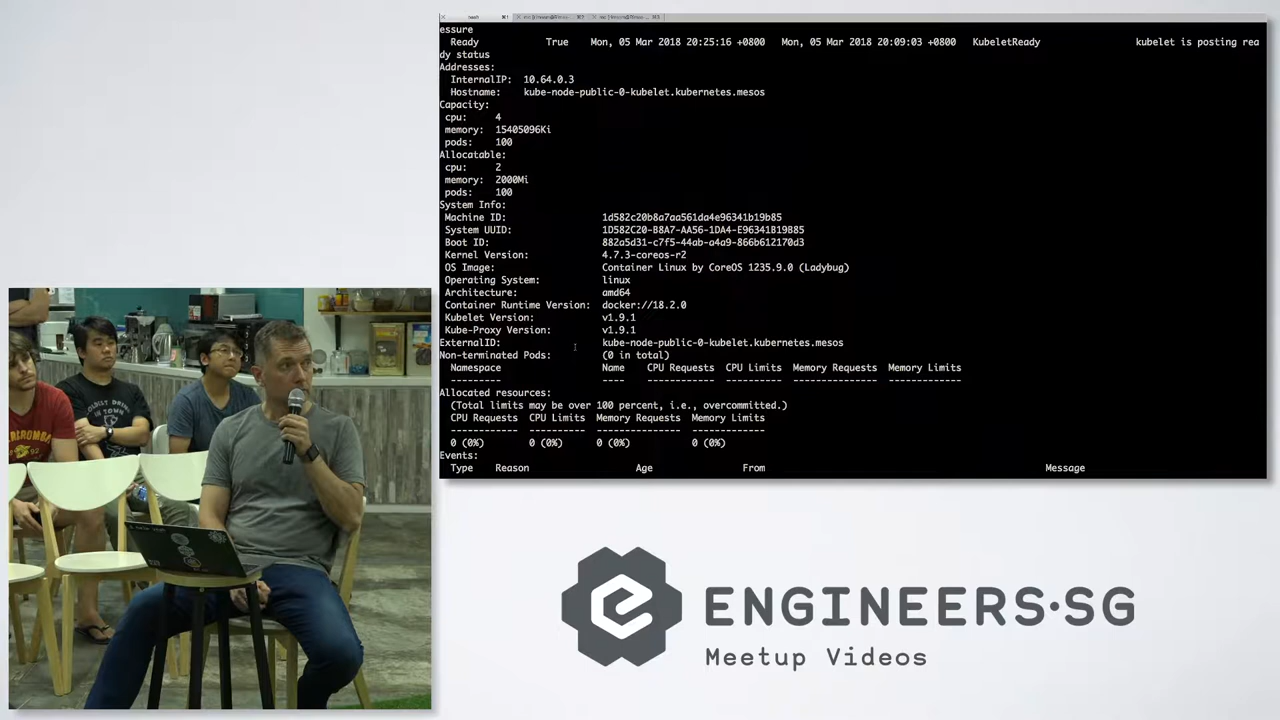 essure
Ready True Mon, 05 Mar 2018 20:25:16 +0800 Mon, 05 Mar 2018 20:09:03 +0800 KubeletReady kubelet is posting rea
dy status
Addresses:
InternalIP: 10.64.0.3
Hostname: kube-node-public-0-kubelet.kubernetes.mesos
Capacity:
cpu: 4
memory: 15405096Ki
pods: 100
Allocatable:
cpu: 2
memory: 2000Mi
pods: 100
System Info:
Machine ID: 1d582c20b8a7aa561da4e96341b19b85
System UUID: 1D582C20-B8A7-AA56-1DA4-E96341B19B85
Boot ID: 882a5d31-c7f5-44ab-a4a9-866b612170d3
Kernel Version: 4.7.3-coreos-r2
OS Image: Container Linux by CoreOS 1235.9.0 (Ladybug)
Operating System: linux
Architecture: amd64
Container Runtime Version: docker://18.2.0
Kubelet Version: v1.9.1
Kube-Proxy Version: v1.9.1
ExternalID: kube-node-public-0-kubelet.kubernetes.mesos
Non-terminated Pods: (0 in total)
Namespace Name CPU Requests CPU Limits Memory Requests Memory Limits
--------- ---- ------------ ---------- --------------- -------------
Allocated resources:
(Total limits may be over 100 percent, i.e., overcommitted.)
CPU Requests CPU Limits Memory Requests Memory Limits
------------ ---------- --------------- -------------
0 (0%) 0 (0%) 0 (0%) 0 (0%)
Events:
Type Reason Age From Message
ENGINEERS·SG
Meetup Videos